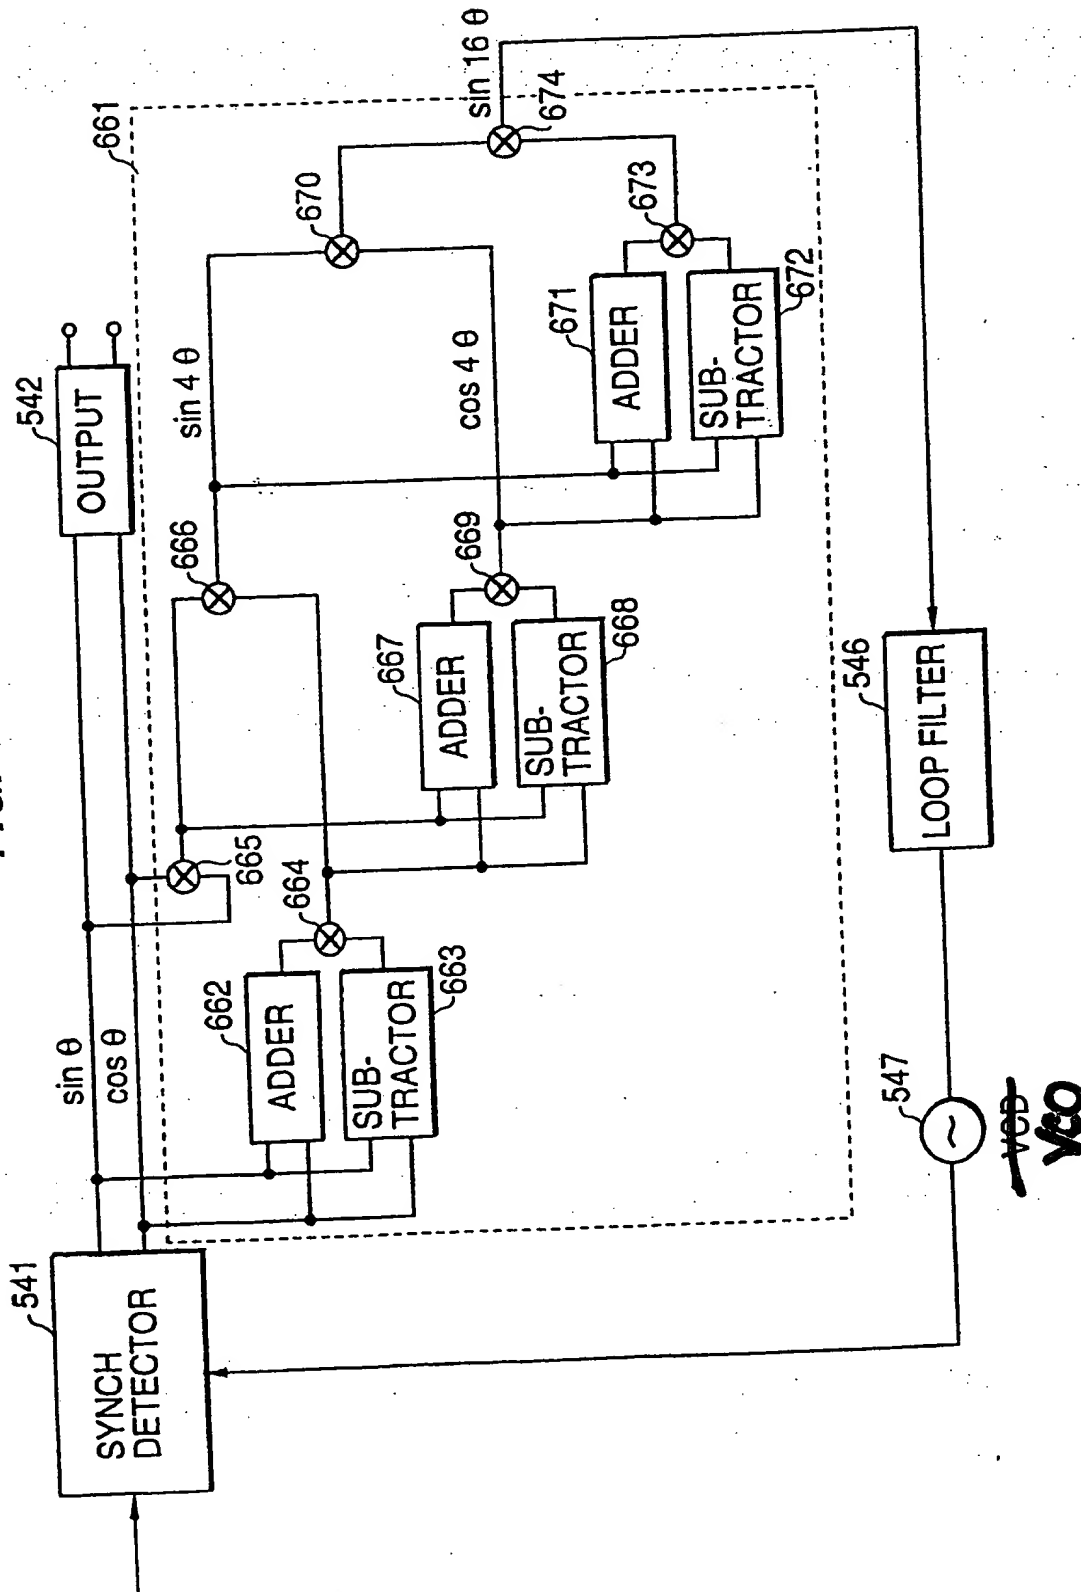 541
SYNCH
DETECTOR
sin θ
cos θ
542
OUTPUT
661
662
ADDER
SUB-
TRACTOR
663
664
665
666
667
ADDER
SUB-
TRACTOR
668
669
sin 4 θ
cos 4 θ
670
671
ADDER
SUB-
TRACTOR
672
673
674
sin 16 θ
546
LOOP FILTER
547
VCD
VCO